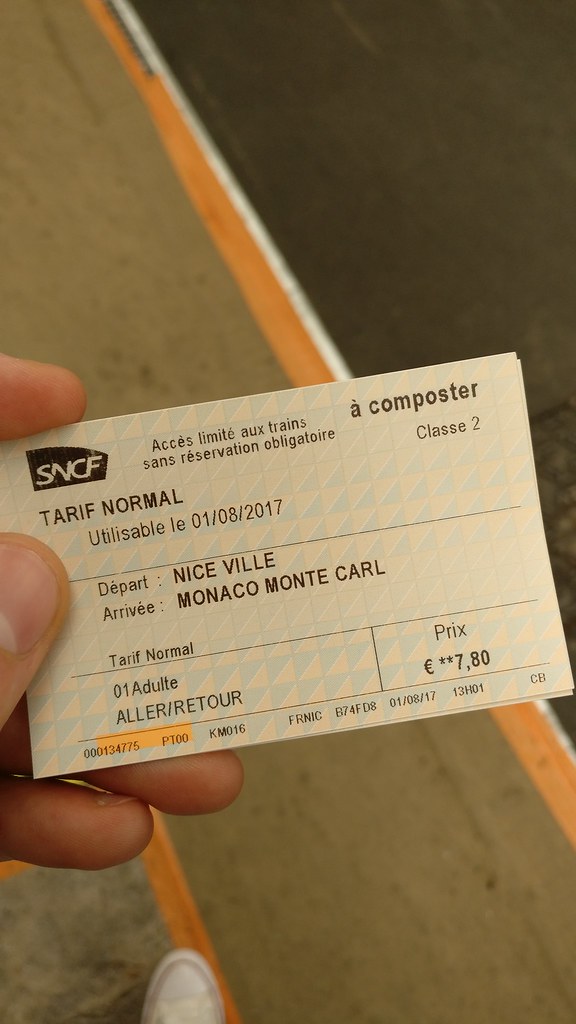 SNCF
Accès limité aux trains
sans réservation obligatoire
à composter
Classe 2
TARIF NORMAL
Utilisable le 01/08/2017
Départ : NICE VILLE
Arrivée : MONACO MONTE CARL
Tarif Normal
01Adulte
ALLER/RETOUR
Prix
€ **7,80
000134775 PT00 KM016 FRNIC B74FD8 01/08/17 13H01 CB